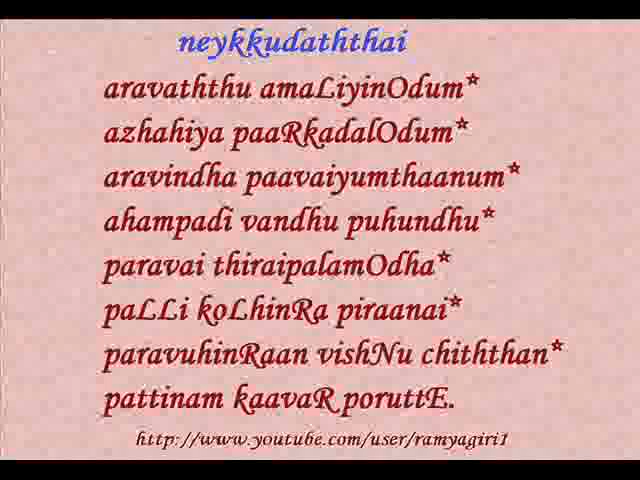 neykkudaththai
aravaththu amaLiyinOdum*
azhahiya paaRkadalOdum*
aravindha paavaiyumthaanum*
ahampadi vandhu puhundhu*
paravai thiraipalamOdha*
paLLi koLhinRa piraanai*
paravuhinRaan vishNu chiththan*
pattinam kaavaR poruttE.
http://www.youtube.com/user/ramyagiri1